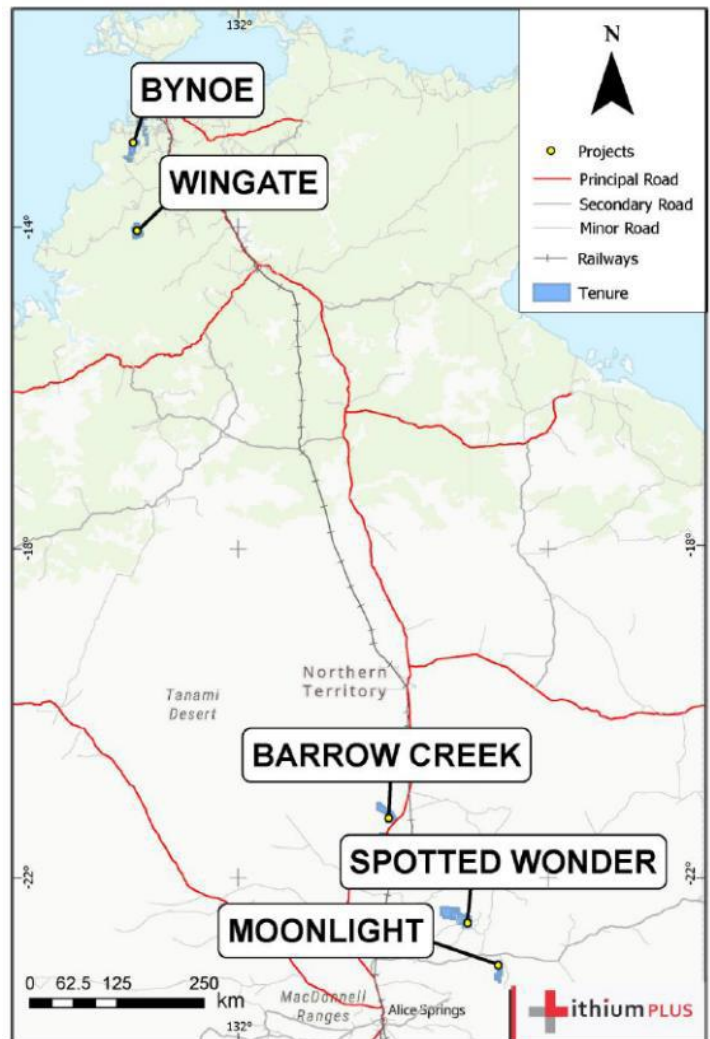 132°
N
BYNOE
WINGATE
Projects
Principal Road
Secondary Road
Minor Road
Railways
Tenure
-14°
-18°
-18°
Northern
Territory
Tanami
Desert
BARROW CREEK
SPOTTED WONDER
-22°
-22°
MOONLIGHT
0 62.5 125 250
km
MacDonnell
Ranges
Alice Springs
Lithium PLUS
132°